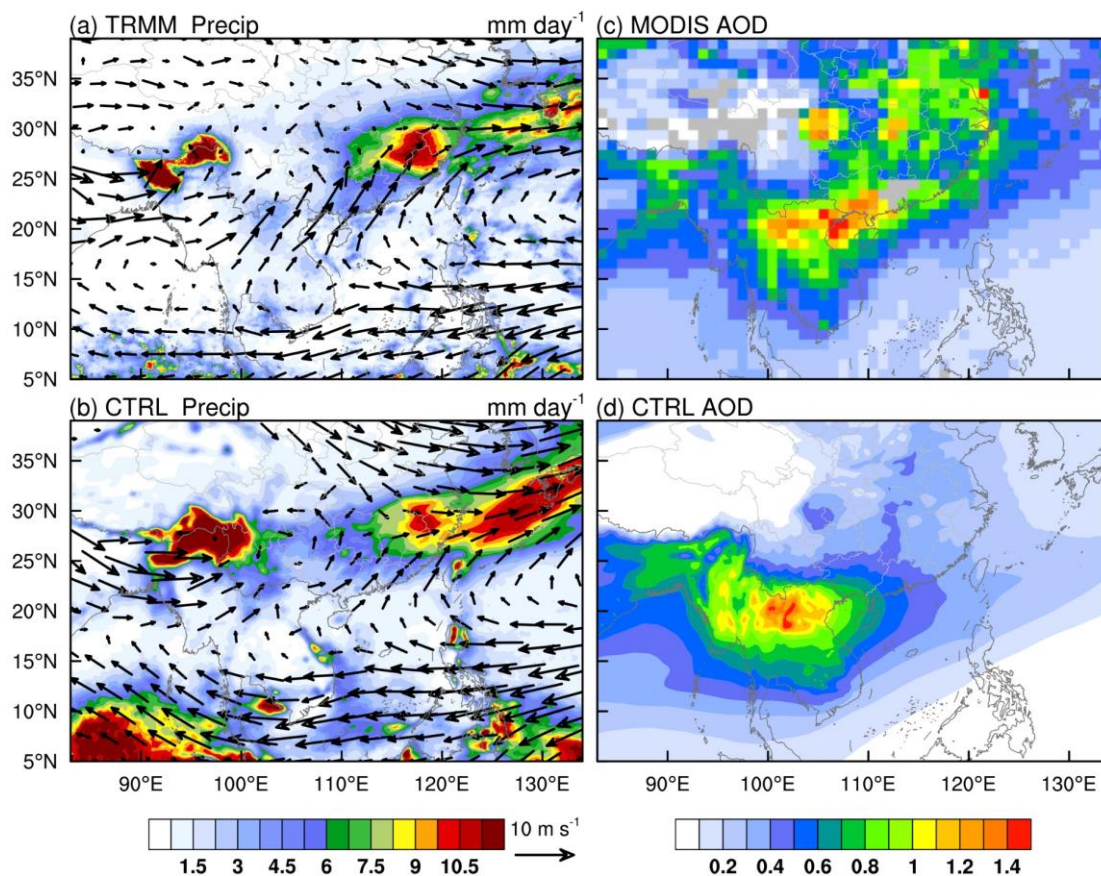 (a) TRMM Precip mm day⁻¹
35°N
30°N
25°N
20°N
15°N
10°N
5°N
(c) MODIS AOD
(b) CTRL Precip mm day⁻¹
35°N
30°N
25°N
20°N
15°N
10°N
5°N
90°E 100°E 110°E 120°E 130°E
(d) CTRL AOD
90°E 100°E 110°E 120°E 130°E
1.5 3 4.5 6 7.5 9 10.5
10 m s⁻¹
0.2 0.4 0.6 0.8 1 1.2 1.4